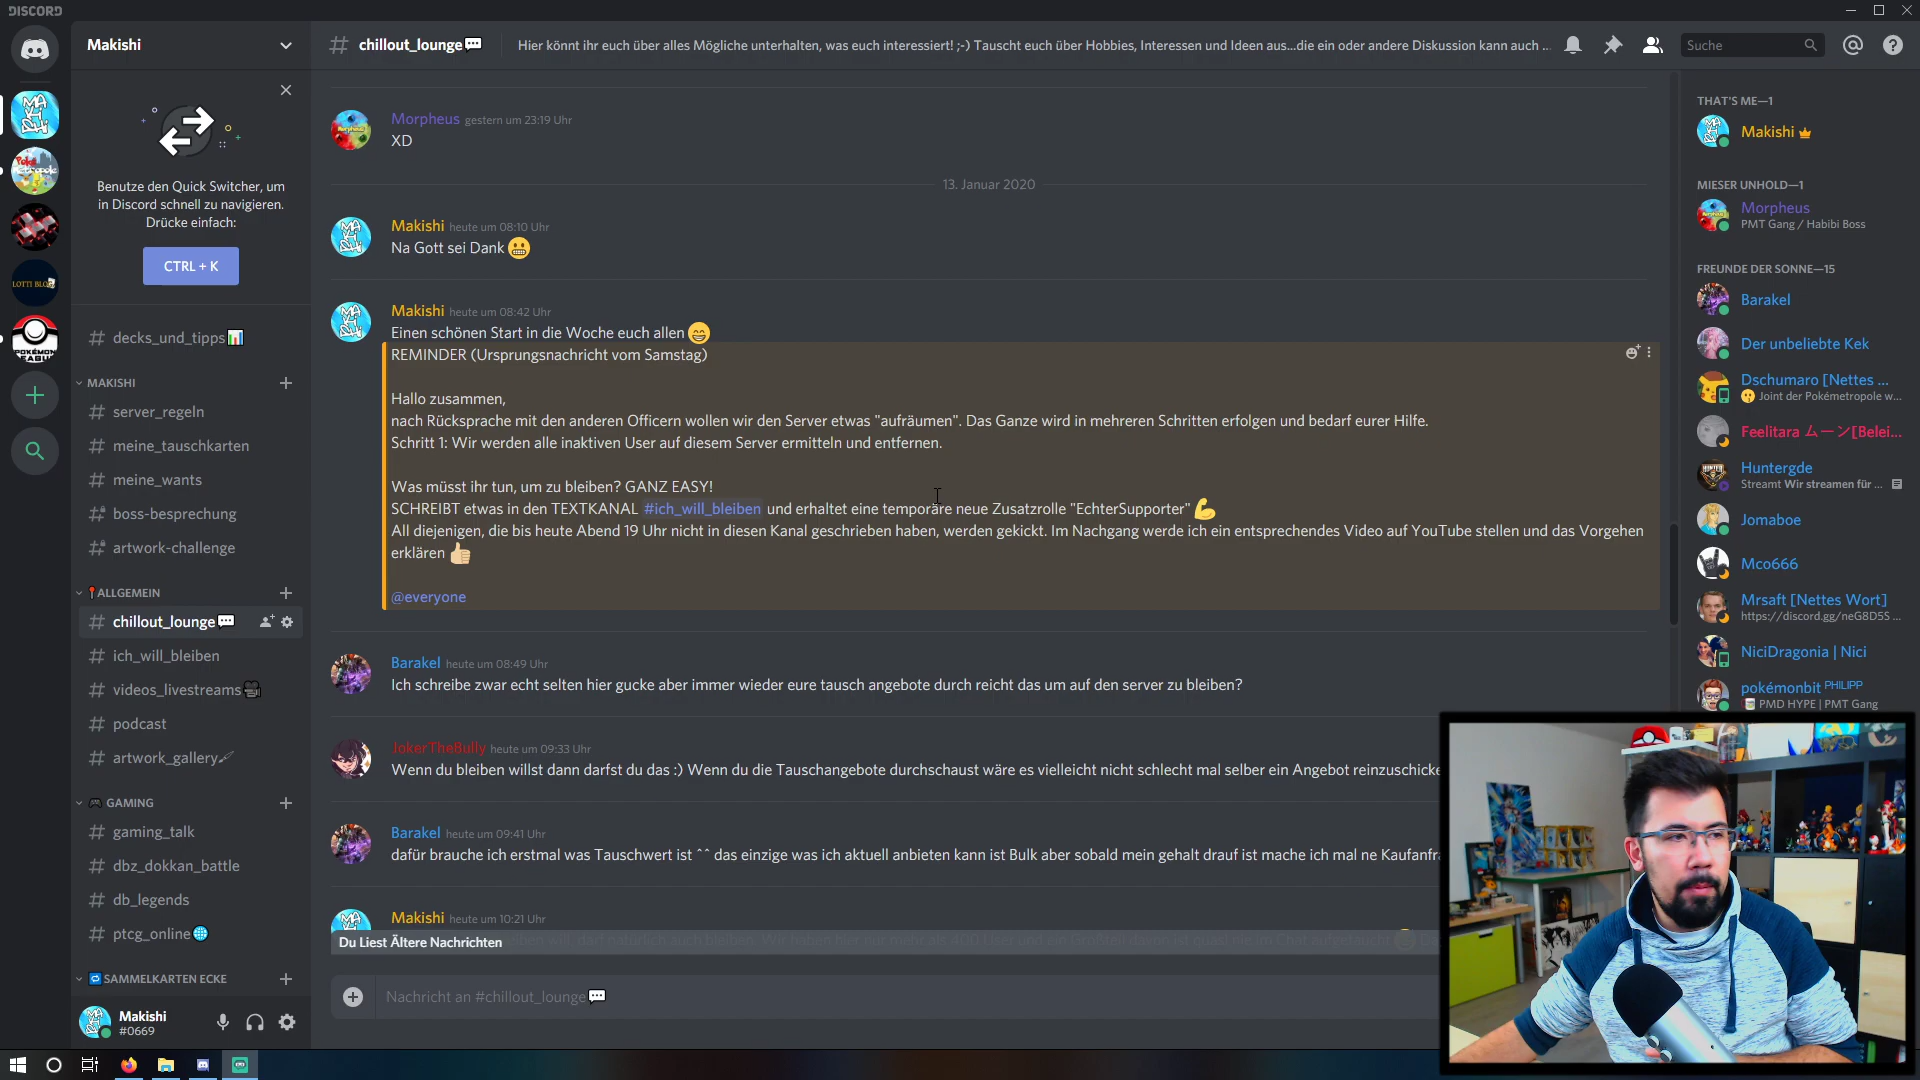 DISCORD
Makishi
Benutze den Quick Switcher, um
in Discord schnell zu navigieren.
Drücke einfach:
CTRL + K
# decks_und_tipps📊
MAKISHI
# server_regeln
# meine_tauschkarten
# meine_wants
# boss-besprechung
# artwork-challenge
📍ALLGEMEIN
# chillout_lounge💬
# ich_will_bleiben
# videos_livestreams🎥
# podcast
# artwork_gallery🖌
🎮 GAMING
# gaming_talk
# dbz_dokkan_battle
# db_legends
# ptcg_online🌐
🔁SAMMELKARTEN ECKE
Makishi
#0669
# chillout_lounge💬
Hier könnt ihr euch über alles Mögliche unterhalten, was euch interessiert! ;-) Tauscht euch über Hobbies, Interessen und Ideen aus...die ein oder andere Diskussion kann auch ...
Suche
Morpheus gestern um 23:19 Uhr
XD
13. Januar 2020
Makishi heute um 08:10 Uhr
Na Gott sei Dank 😬
Makishi heute um 08:42 Uhr
Einen schönen Start in die Woche euch allen 😁
REMINDER (Ursprungsnachricht vom Samstag)
Hallo zusammen,
nach Rücksprache mit den anderen Officern wollen wir den Server etwas "aufräumen". Das Ganze wird in mehreren Schritten erfolgen und bedarf eurer Hilfe.
Schritt 1: Wir werden alle inaktiven User auf diesem Server ermitteln und entfernen.
Was müsst ihr tun, um zu bleiben? GANZ EASY!
SCHREIBT etwas in den TEXTKANAL #ich_will_bleiben und erhaltet eine temporäre neue Zusatzrolle "EchterSupporter" 💪
All diejenigen, die bis heute Abend 19 Uhr nicht in diesen Kanal geschrieben haben, werden gekickt. Im Nachgang werde ich ein entsprechendes Video auf YouTube stellen und das Vorgehen
erklären 👍
@everyone
Barakel heute um 08:49 Uhr
Ich schreibe zwar echt selten hier gucke aber immer wieder eure tausch angebote durch reicht das um auf den server zu bleiben?
JokerTheBully heute um 09:33 Uhr
Wenn du bleiben willst dann darfst du das :) Wenn du die Tauschangebote durchschaust wäre es vielleicht nicht schlecht mal selber ein Angebot reinzuschicke
Barakel heute um 09:41 Uhr
dafür brauche ich erstmal was Tauschwert ist ^^ das einzige was ich aktuell anbieten kann ist Bulk aber sobald mein gehalt drauf ist mache ich mal ne Kaufanfra
Makishi heute um 10:21 Uhr
Du Liest Ältere Nachrichten
Nachricht an #chillout_lounge💬
THAT'S ME—1
Makishi
MIESER UNHOLD—1
Morpheus
PMT Gang / Habibi Boss
FREUNDE DER SONNE—15
Barakel
Der unbeliebte Kek
Dschumaro [Nettes ...
Joint der Pokémetropole w...
Feelitara ムーン[Belei...
Huntergde
Streamt Wir streamen für ...
Jomaboe
Mco666
Mrsaft [Nettes Wort]
https://discord.gg/neG8D5S ...
NiciDragonia | Nici
pokémonbit ᴾᴴᴵᴸᴵᴾᴾ
PMD HYPE | PMT Gang